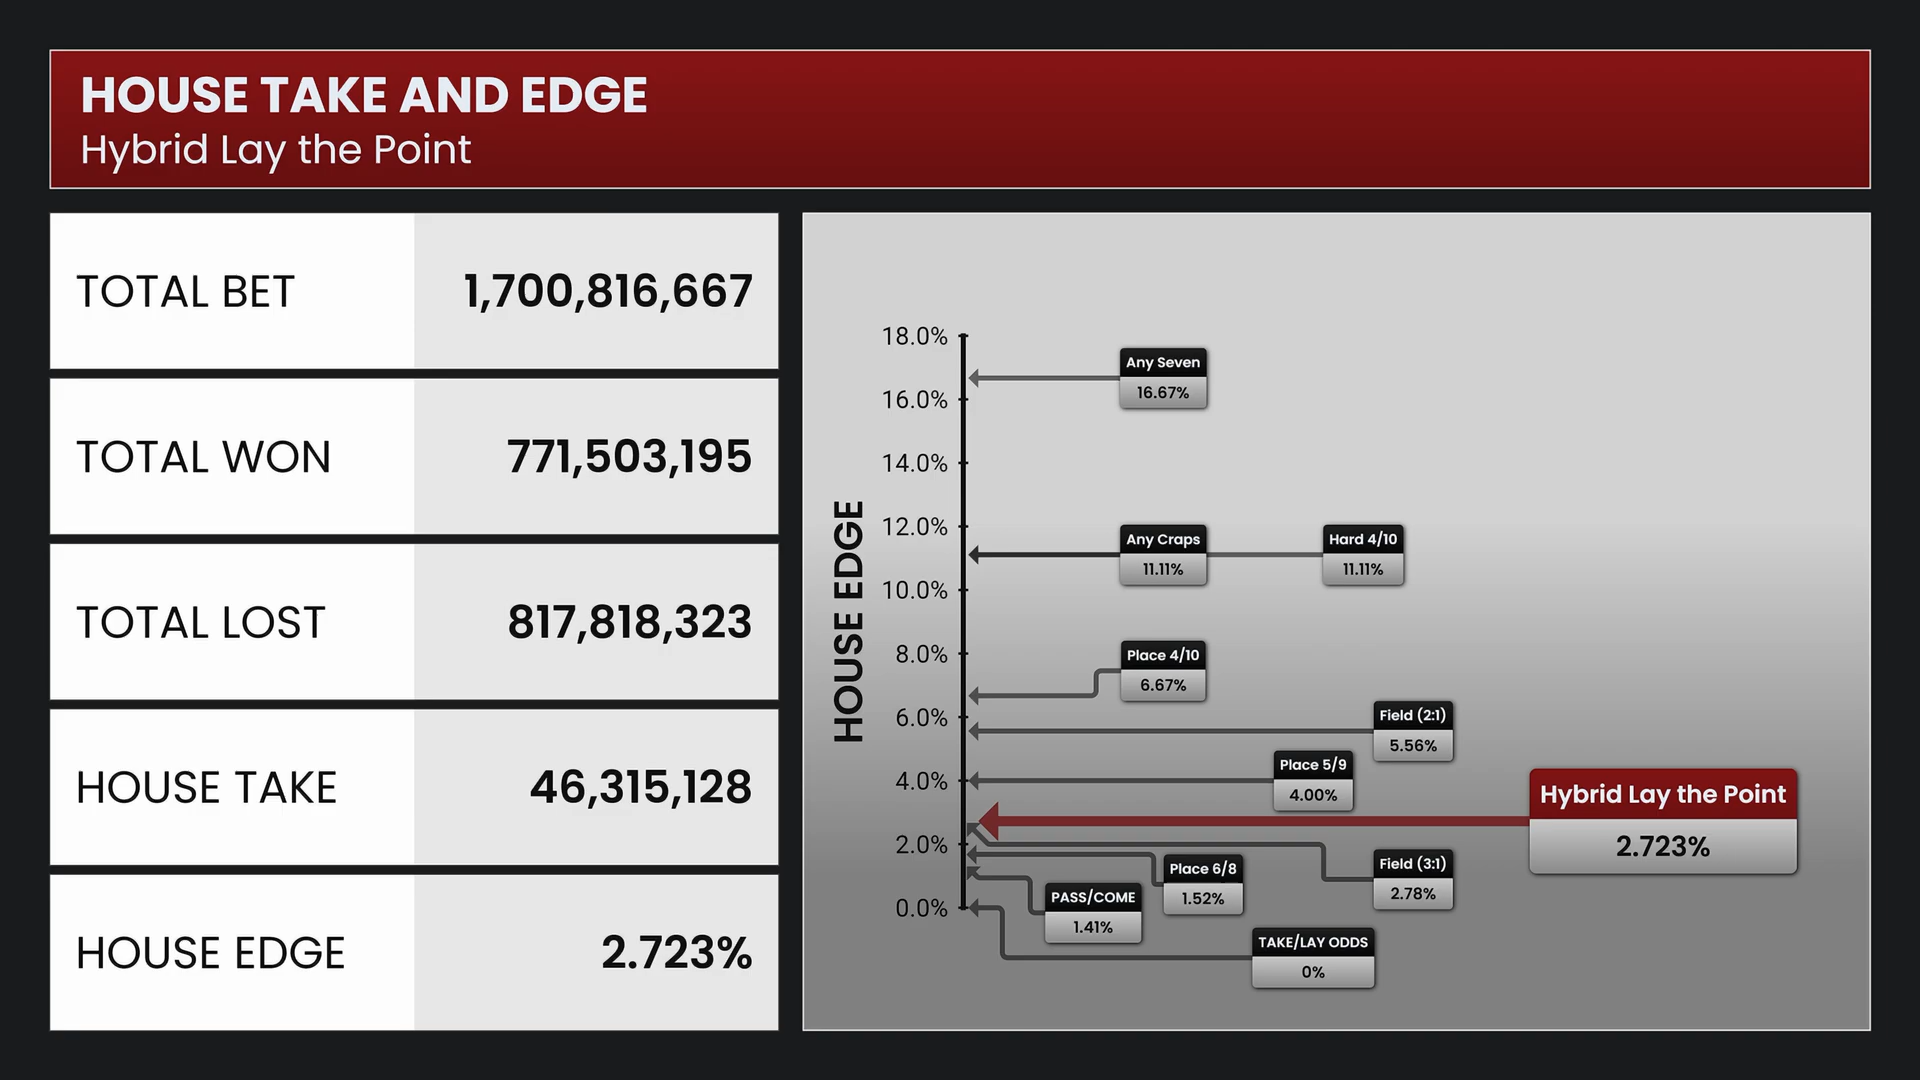 HOUSE TAKE AND EDGE
Hybrid Lay the Point
TOTAL BET 1,700,816,667
TOTAL WON 771,503,195
TOTAL LOST 817,818,323
HOUSE TAKE 46,315,128
HOUSE EDGE 2.723%
HOUSE EDGE
18.0%
16.0%
14.0%
12.0%
10.0%
8.0%
6.0%
4.0%
2.0%
0.0%
Any Seven
16.67%
Any Craps
11.11%
Hard 4/10
11.11%
Place 4/10
6.67%
Field (2:1)
5.56%
Place 5/9
4.00%
Hybrid Lay the Point
2.723%
Field (3:1)
2.78%
Place 6/8
1.52%
PASS/COME
1.41%
TAKE/LAY ODDS
0%